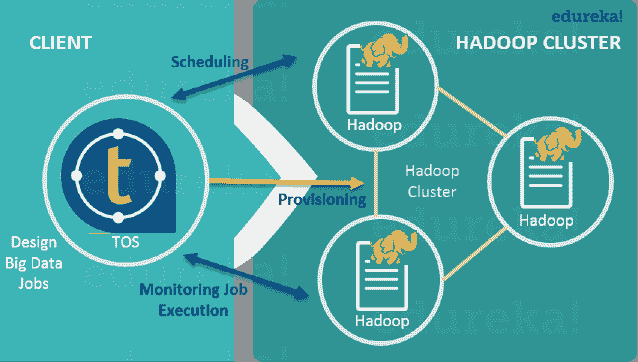 edureka!
CLIENT
HADOOP CLUSTER
Scheduling
Hadoop
t
TOS
Design
Big Data
Jobs
Provisioning
Hadoop
Cluster
Hadoop
Monitoring Job
Execution
Hadoop
edureka!